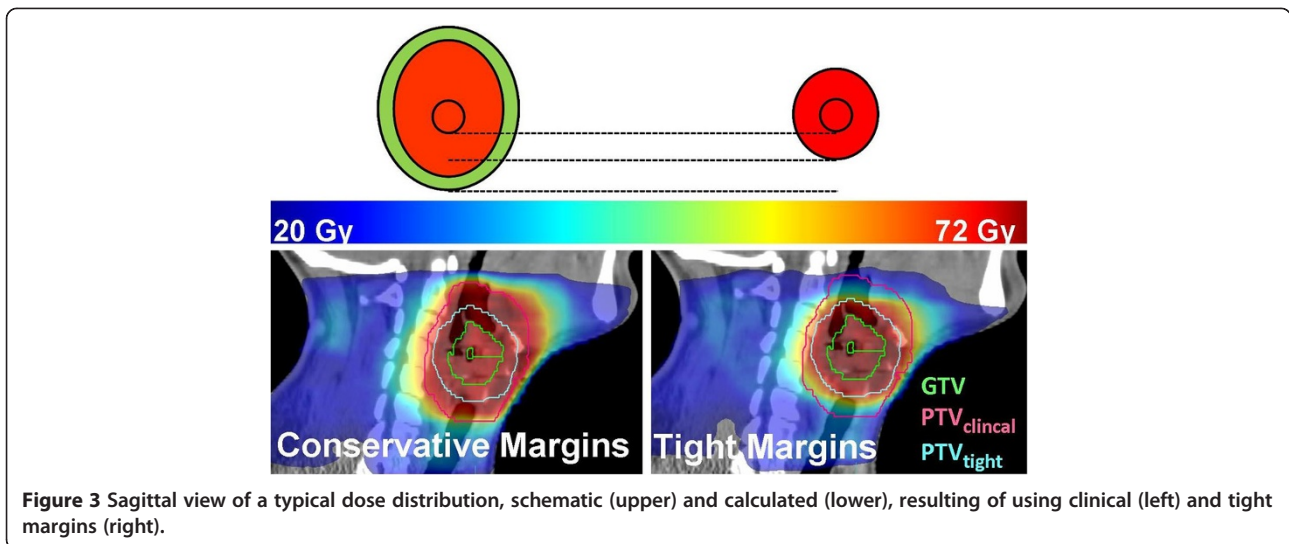 20 Gy
72 Gy
Conservative Margins
Tight Margins
GTV
PTVclincal
PTVtight
Figure 3 Sagittal view of a typical dose distribution, schematic (upper) and calculated (lower), resulting of using clinical (left) and tight
margins (right).